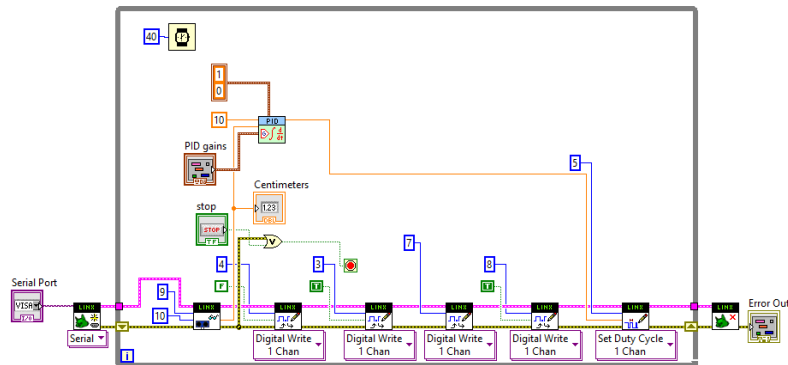 40
1
0
10
PID
PID gains
Centimeters
1.23
stop
STOP
TF
5
7
4
3
8
F
T
T
9
10
Serial Port
VISA
I/O
LINX
LINX
LINX
LINX
LINX
LINX
LINX
LINX
Serial
Digital Write
1 Chan
Digital Write
1 Chan
Digital Write
1 Chan
Digital Write
1 Chan
Set Duty Cycle
1 Chan
Error Out
i